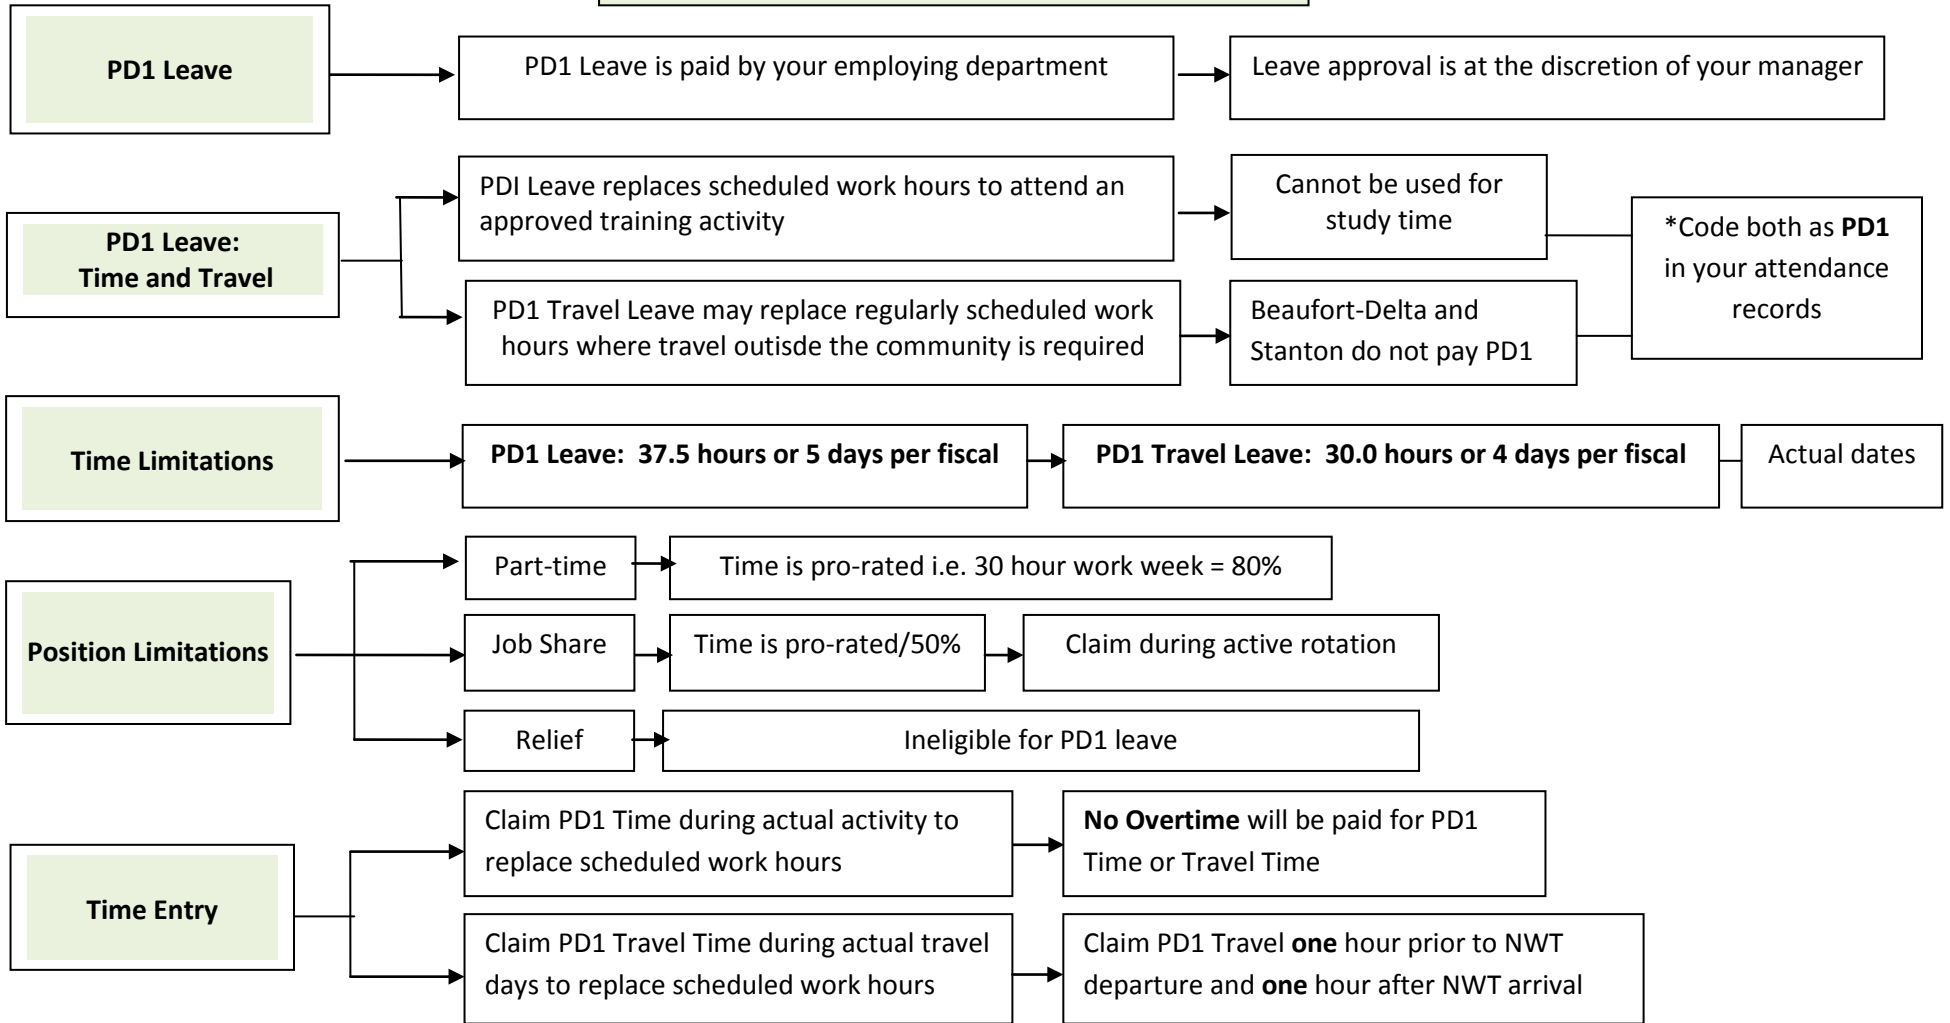 PD1 Leave
PD1 Leave is paid by your employing department
Leave approval is at the discretion of your manager
PD1 Leave:
Time and Travel
PDI Leave replaces scheduled work hours to attend an
approved training activity
Cannot be used for
study time
*Code both as PD1
in your attendance
records
PD1 Travel Leave may replace regularly scheduled work
hours where travel outisde the community is required
Beaufort-Delta and
Stanton do not pay PD1
Time Limitations
PD1 Leave: 37.5 hours or 5 days per fiscal
PD1 Travel Leave: 30.0 hours or 4 days per fiscal
Actual dates
Position Limitations
Part-time
Time is pro-rated i.e. 30 hour work week = 80%
Job Share
Time is pro-rated/50%
Claim during active rotation
Relief
Ineligible for PD1 leave
Time Entry
Claim PD1 Time during actual activity to
replace scheduled work hours
No Overtime will be paid for PD1
Time or Travel Time
Claim PD1 Travel Time during actual travel
days to replace scheduled work hours
Claim PD1 Travel one hour prior to NWT
departure and one hour after NWT arrival